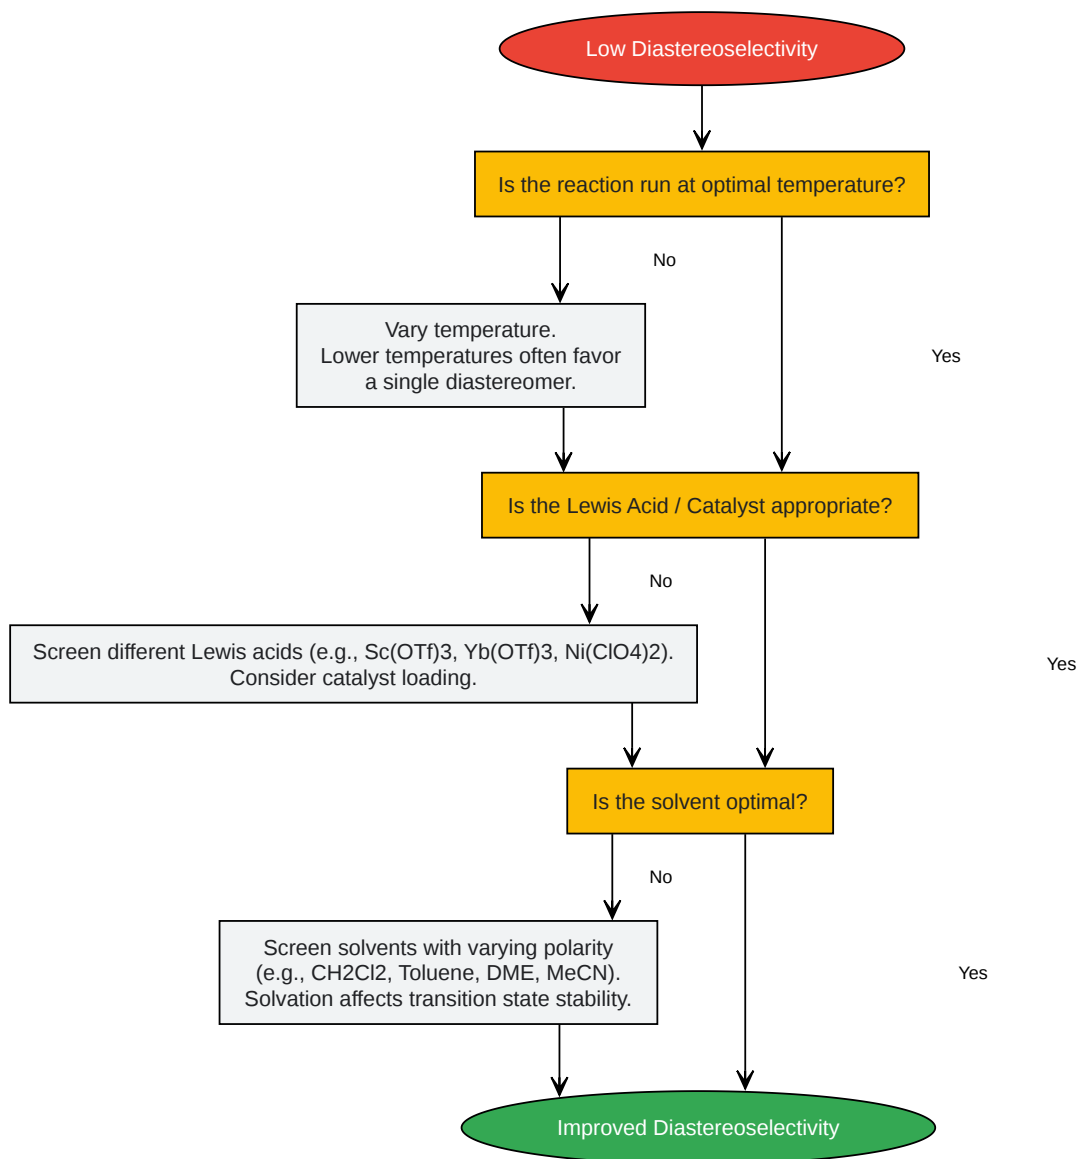 Low Diastereoselectivity
Is the reaction run at optimal temperature?
No
Vary temperature.
Lower temperatures often favor
a single diastereomer.
Yes
Is the Lewis Acid / Catalyst appropriate?
No
Screen different Lewis acids (e.g., Sc(OTf)3, Yb(OTf)3, Ni(ClO4)2).
Consider catalyst loading.
Yes
Is the solvent optimal?
No
Screen solvents with varying polarity
(e.g., CH2Cl2, Toluene, DME, MeCN).
Solvation affects transition state stability.
Yes
Improved Diastereoselectivity